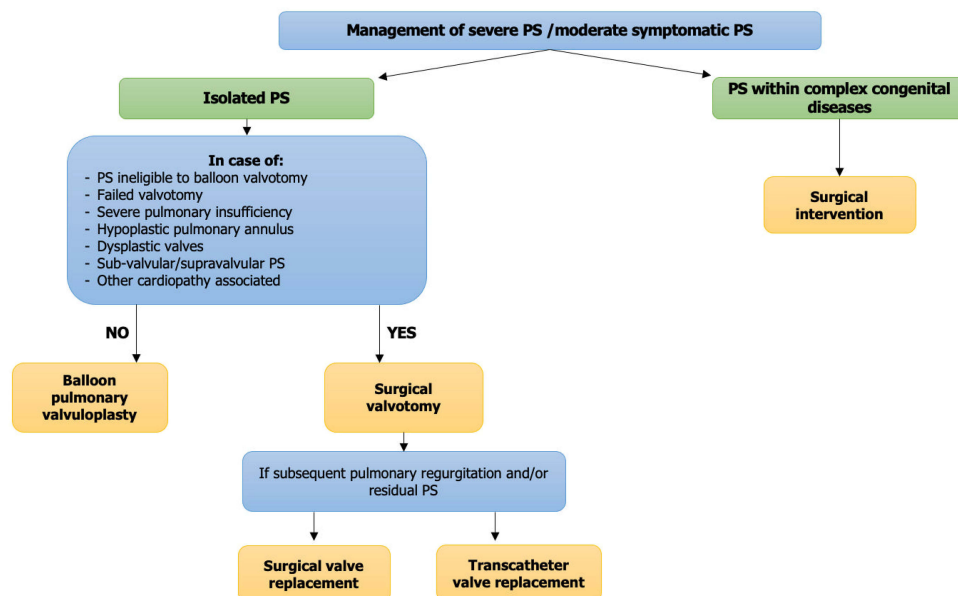 Management of severe PS /moderate symptomatic PS
Isolated PS
PS within complex congenital
diseases
In case of:
- PS ineligible to balloon valvotomy
- Failed valvotomy
- Severe pulmonary insufficiency
- Hypoplastic pulmonary annulus
- Dysplastic valves
- Sub-valvular/supravalvular PS
- Other cardiopathy associated
Surgical
intervention
NO
YES
Balloon
pulmonary
valvuloplasty
Surgical
valvotomy
If subsequent pulmonary regurgitation and/or
residual PS
Surgical valve
replacement
Transcatheter
valve replacement